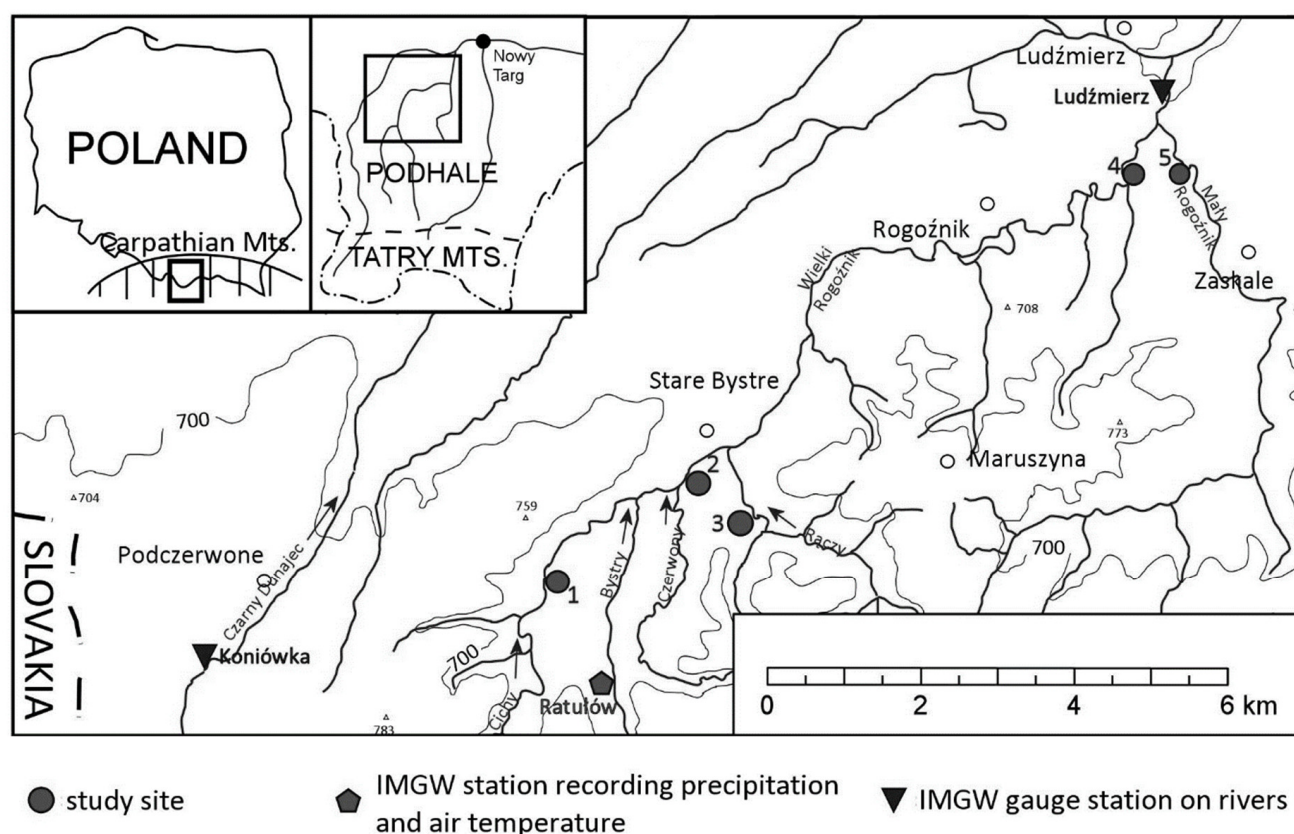 POLAND
Carpathian Mts.
Nowy
Targ
PODHALE
TATRY MTS.
Ludźmierz
Ludźmierz
4
5
Mały
Rogoźnik
Rogoźnik
Zaskale
Wielki
Rogoźnik
708
Stare Bystre
700
773
Maruszyna
704
759
2
3
Rączy
700
Podczerwone
Czarny Dunajec
Bystry
Czerwony
1
SLOVAKIA
Koniówka
700
Cichy
Ratułów
783
0 2 4 6 km
study site
IMGW station recording precipitation
and air temperature
IMGW gauge station on rivers